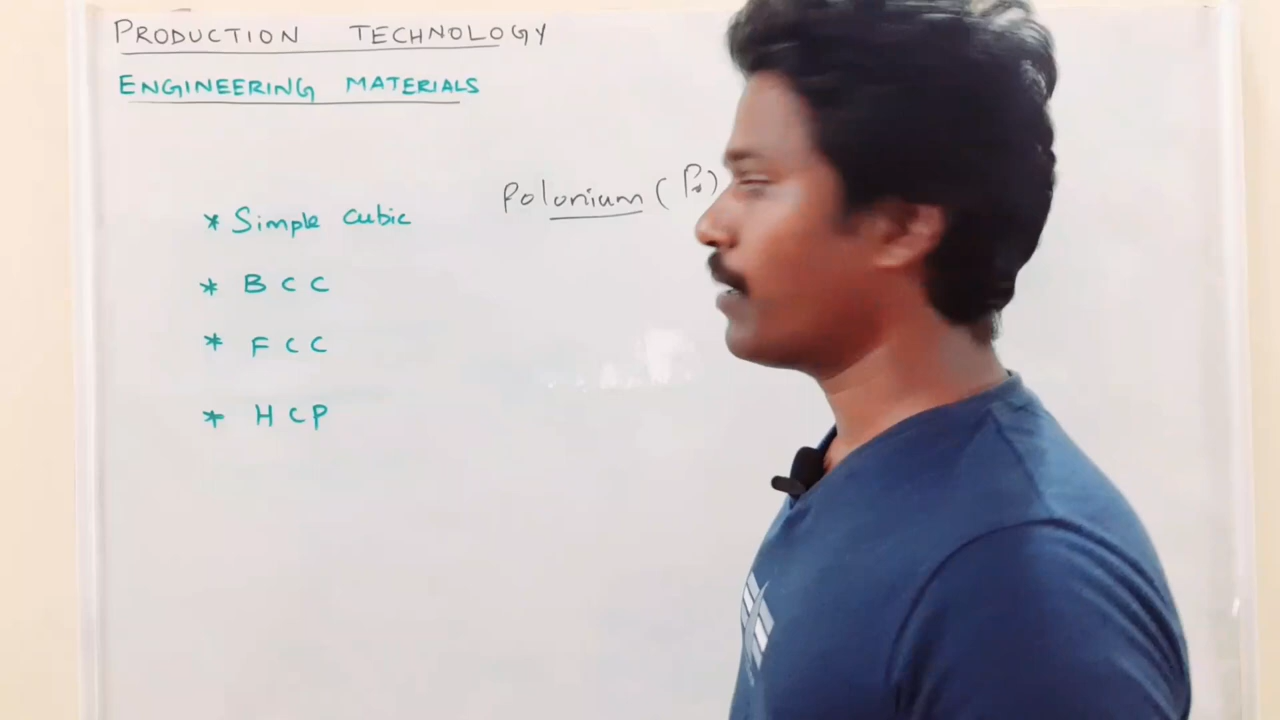 PRODUCTION TECHNOLOGY
ENGINEERING MATERIALS
Polonium (Po)
* Simple cubic
* BCC
* FCC
* HCP